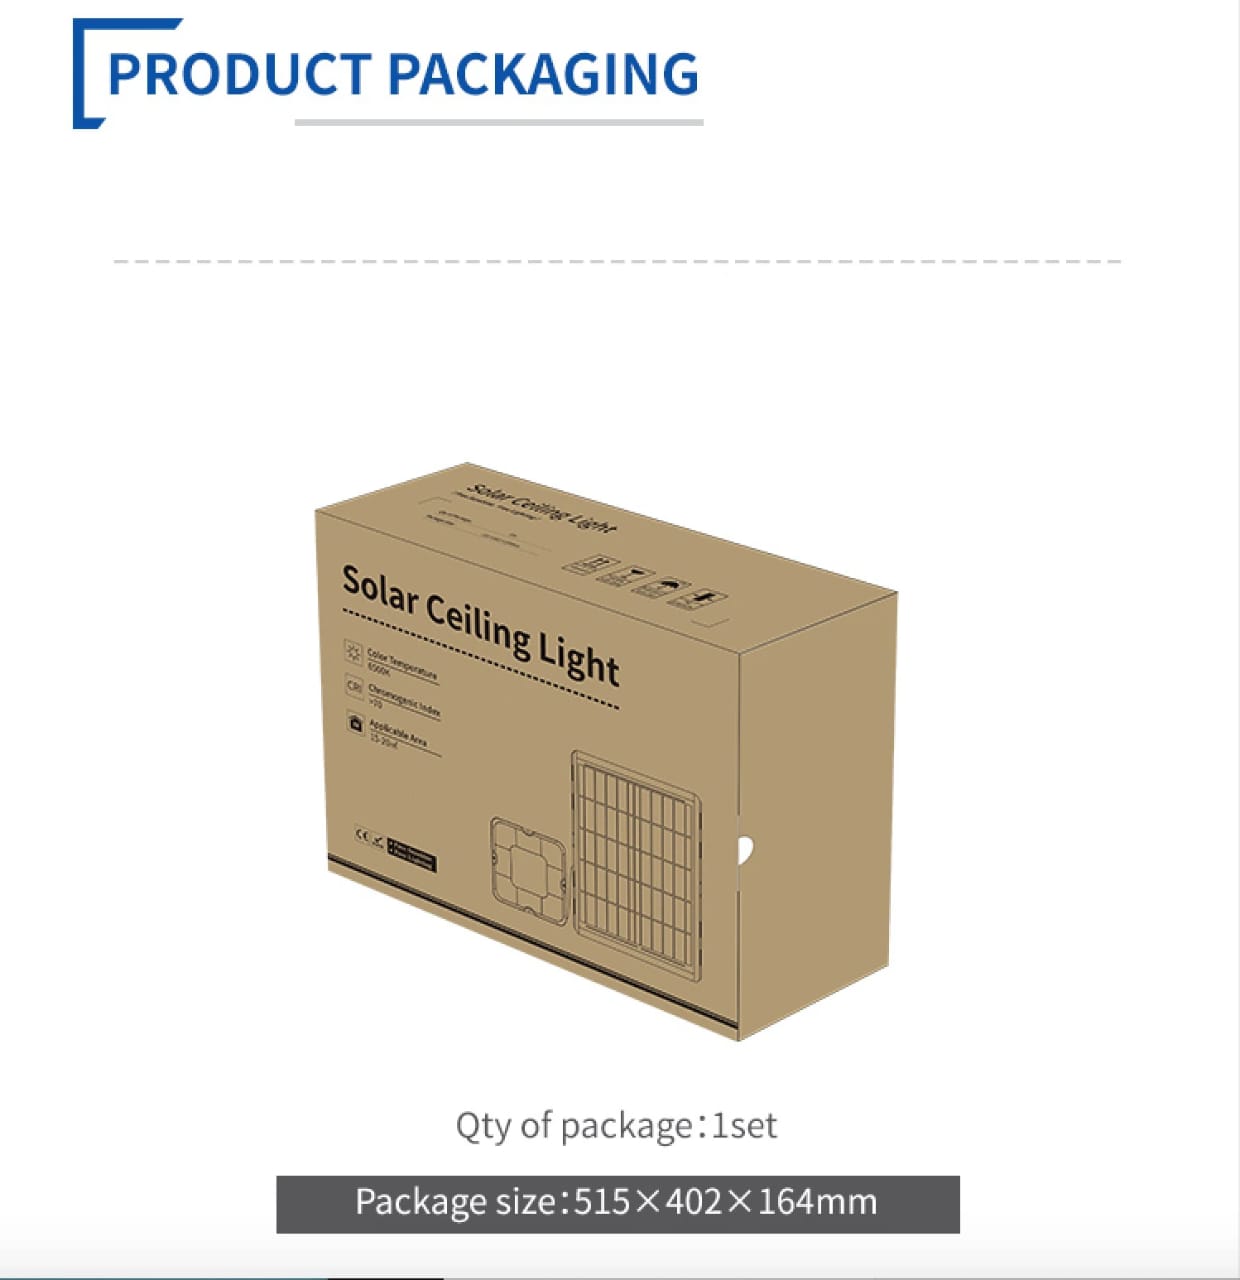 PRODUCT PACKAGING
Solar Ceiling Light
Solar Ceiling Light
Color Temperature
6500K
CRI
Chromogenic Index
>70
Applicable Area
15-20㎡
CE
Qty of package:1set
Package size:515×402×164mm